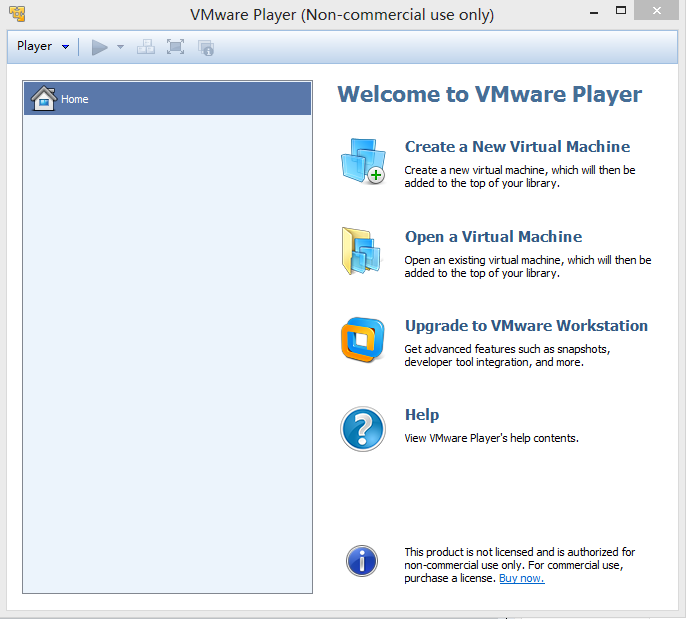 VMware Player (Non-commercial use only)
Player
Home
Welcome to VMware Player
Create a New Virtual Machine
Create a new virtual machine, which will then be
added to the top of your library.
Open a Virtual Machine
Open an existing virtual machine, which will then be
added to the top of your library.
Upgrade to VMware Workstation
Get advanced features such as snapshots,
developer tool integration, and more.
Help
View VMware Player's help contents.
This product is not licensed and is authorized for
non-commercial use only. For commercial use,
purchase a license. Buy now.